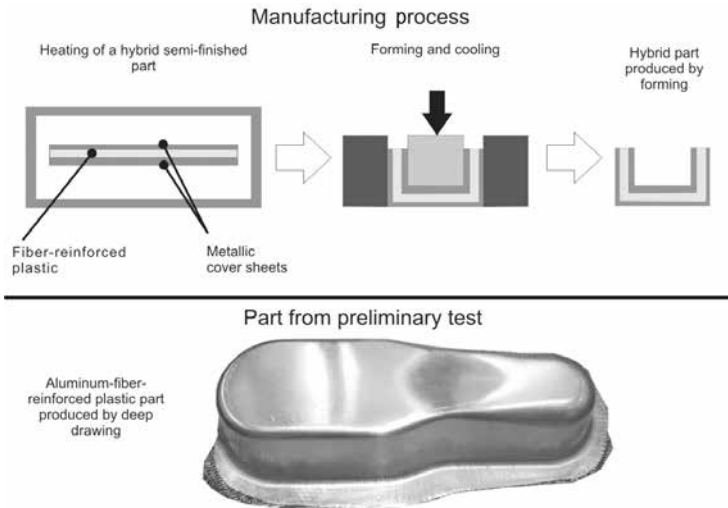 Manufacturing process
Heating of a hybrid semi-finished
part
Forming and cooling
Hybrid part
produced by
forming
Fiber-reinforced
plastic
Metallic
cover sheets
Part from preliminary test
Aluminum-fiber-
reinforced plastic part
produced by deep
drawing